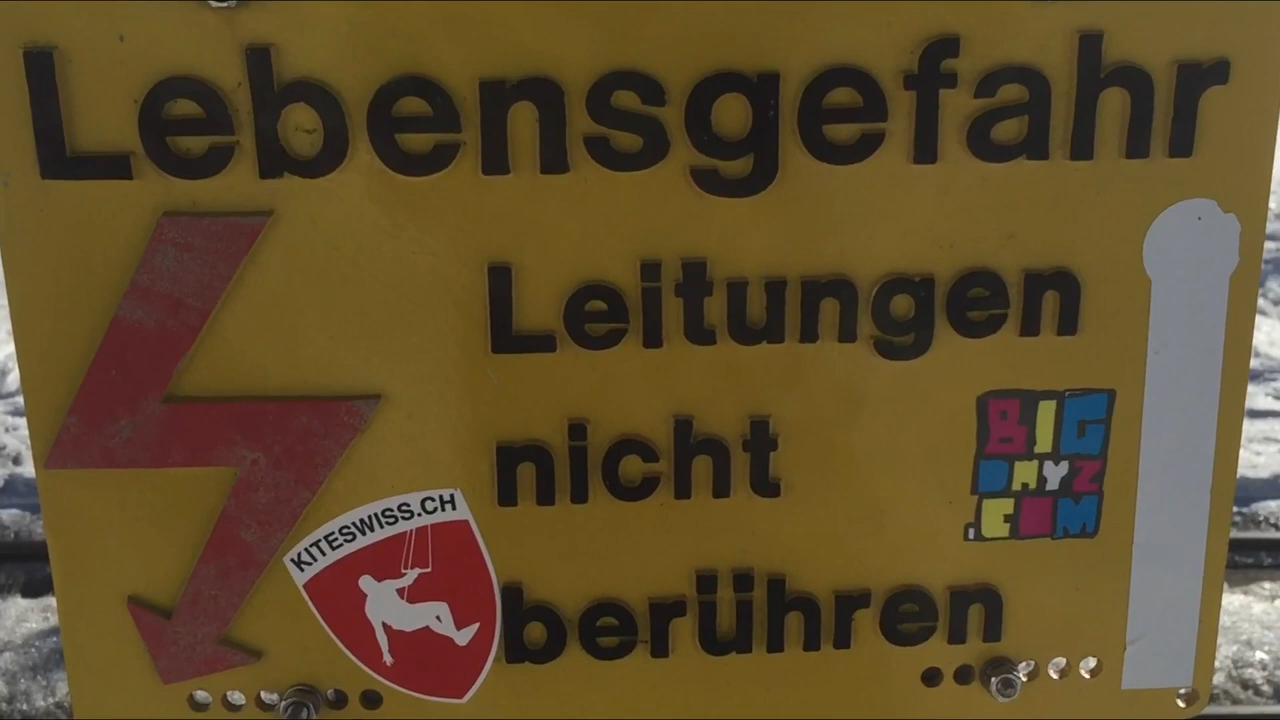 Lebensgefahr
Leitungen
nicht
berühren
KITESWISS.CH
BIG
DAYZ
.COM